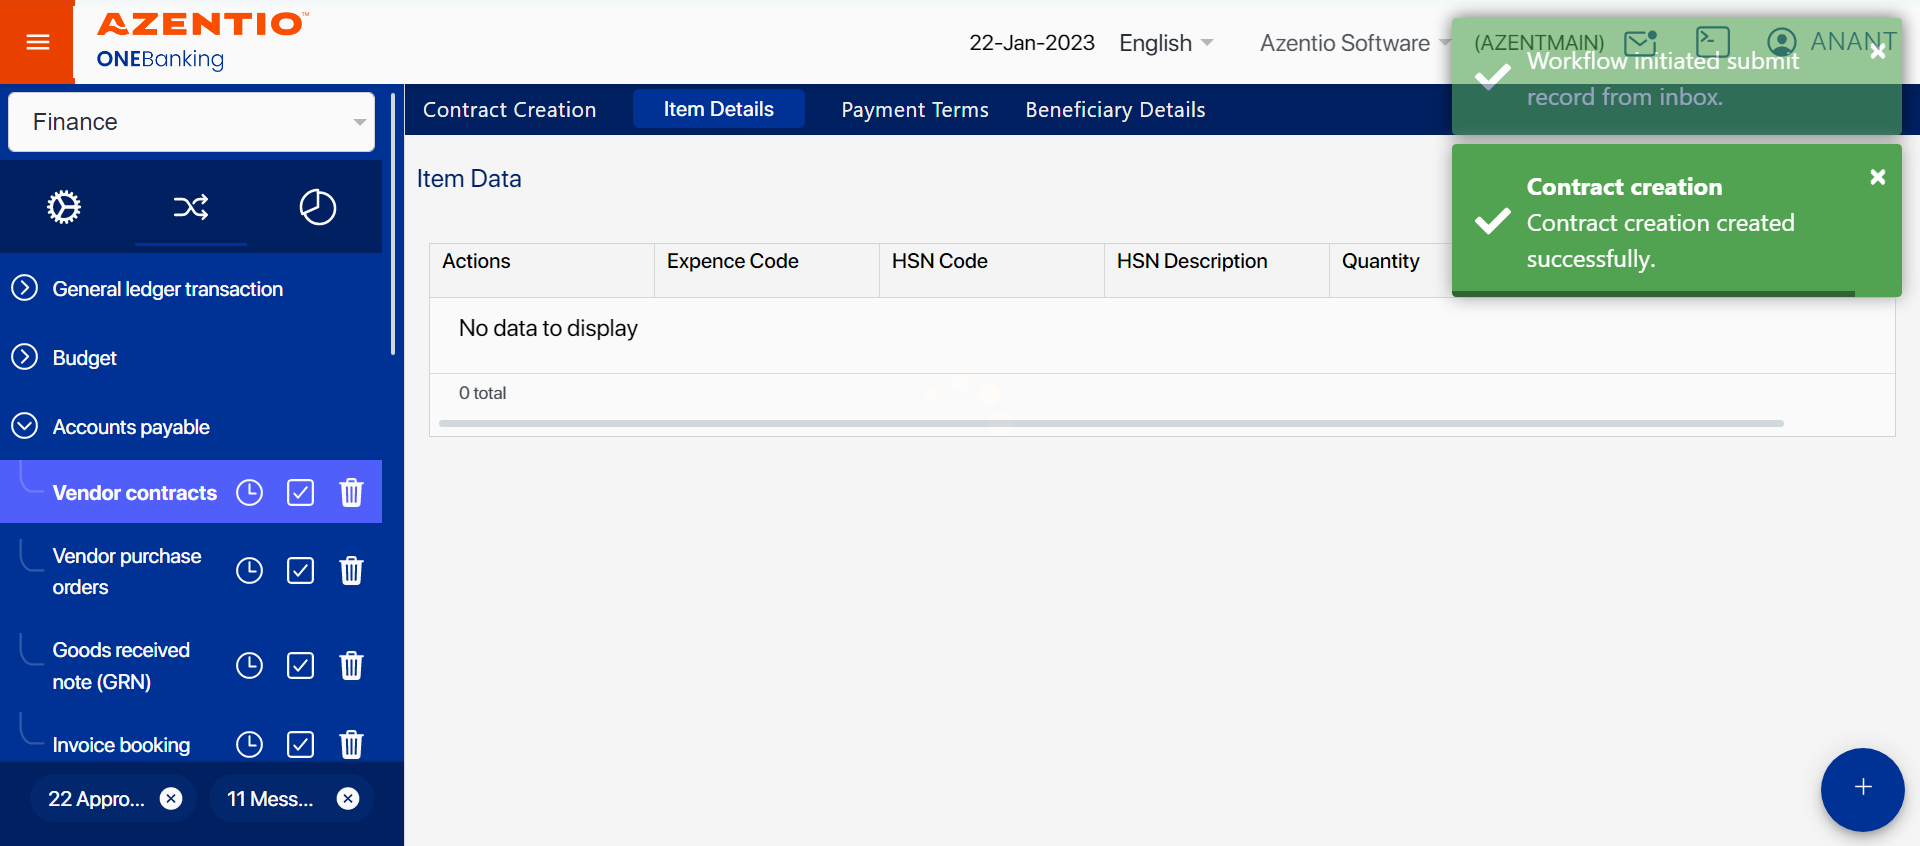 AZENTIO™
ONEBanking
22-Jan-2023
English
Azentio Software
(AZENTMAIN)
ANANT
Workflow initiated submit
record from inbox.
Contract creation
Contract creation created
successfully.
Finance
General ledger transaction
Budget
Accounts payable
Vendor contracts
Vendor purchase
orders
Goods received
note (GRN)
Invoice booking
22 Appro...
11 Mess...
Contract Creation
Item Details
Payment Terms
Beneficiary Details
Item Data
Actions
Expence Code
HSN Code
HSN Description
Quantity
No data to display
0 total